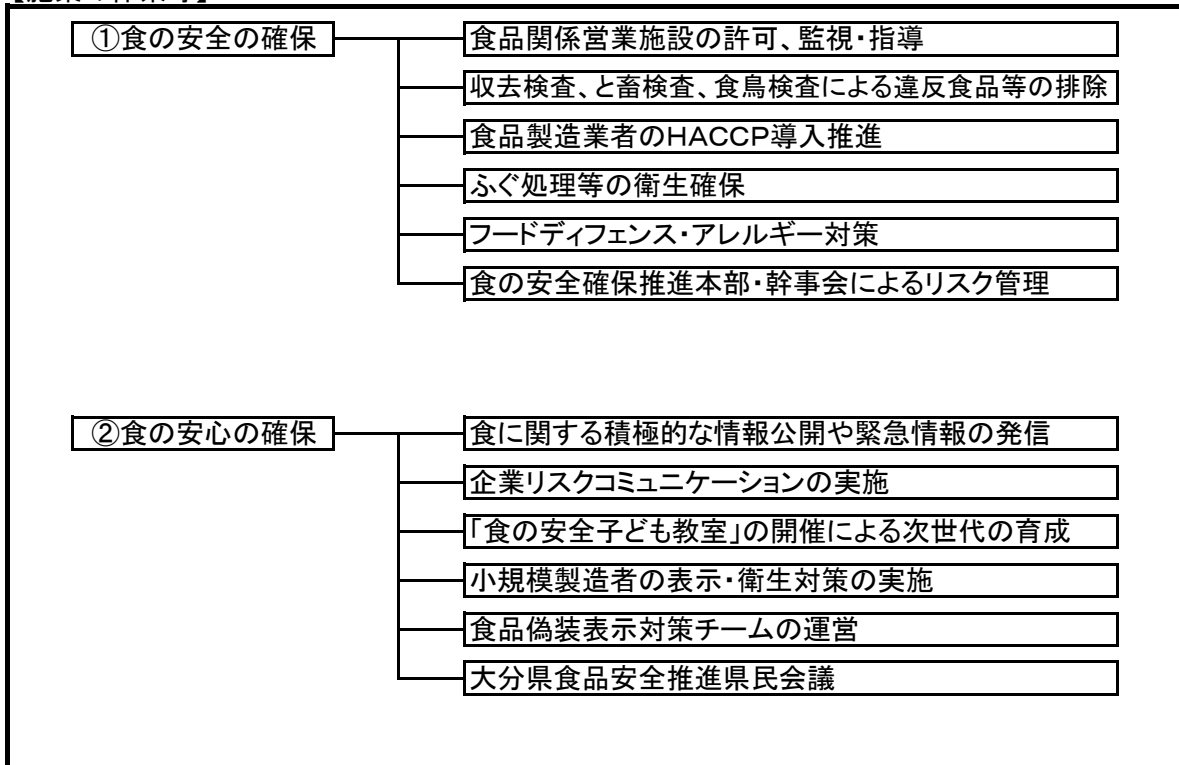 ①食の安全の確保
食品関係営業施設の許可、監視・指導
収去検査、と畜検査、食鳥検査による違反食品等の排除
食品製造業者のHACCP導入推進
ふぐ処理等の衛生確保
フードディフェンス・アレルギー対策
食の安全確保推進本部・幹事会によるリスク管理
②食の安心の確保
食に関する積極的な情報公開や緊急情報の発信
企業リスクコミュニケーションの実施
「食の安全子ども教室」の開催による次世代の育成
小規模製造者の表示・衛生対策の実施
食品偽装表示対策チームの運営
大分県食品安全推進県民会議